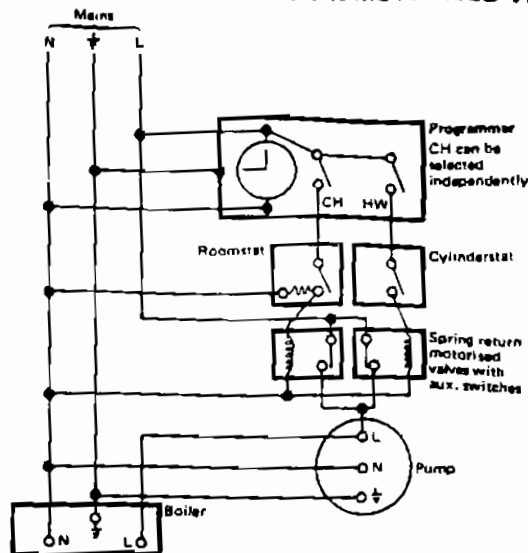 Mains
N L
Programmer
CH can be
selected
independently
CH HW
Roomstat
Cylinderstat
Spring return
motorised
valves with
aux. switches
L
N
Pump
Boiler
N L